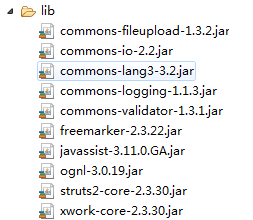 lib
commons-fileupload-1.3.2.jar
commons-io-2.2.jar
commons-lang3-3.2.jar
commons-logging-1.1.3.jar
commons-validator-1.3.1.jar
freemarker-2.3.22.jar
javassist-3.11.0.GA.jar
ognl-3.0.19.jar
struts2-core-2.3.30.jar
xwork-core-2.3.30.jar